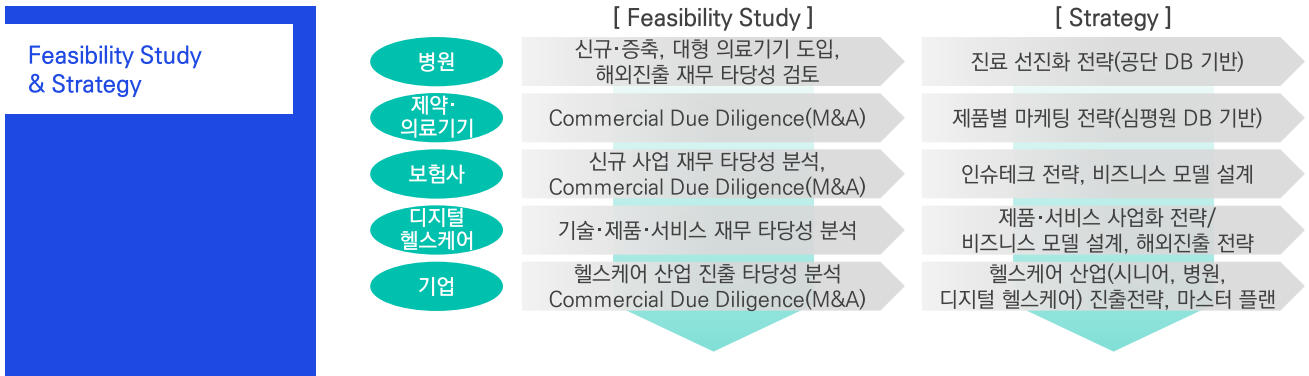 Feasibility Study
& Strategy
[ Feasibility Study ]
[ Strategy ]
병원
신규·증축, 대형 의료기기 도입,
해외진출 재무 타당성 검토
진료 선진화 전략(공단 DB 기반)
제약·
의료기기
Commercial Due Diligence(M&A)
제품별 마케팅 전략(심평원 DB 기반)
보험사
신규 사업 재무 타당성 분석,
Commercial Due Diligence(M&A)
인슈테크 전략, 비즈니스 모델 설계
디지털
헬스케어
기술·제품·서비스 재무 타당성 분석
제품·서비스 사업화 전략/
비즈니스 모델 설계, 해외진출 전략
기업
헬스케어 산업 진출 타당성 분석
Commercial Due Diligence(M&A)
헬스케어 산업(시니어, 병원,
디지털 헬스케어) 진출전략, 마스터 플랜